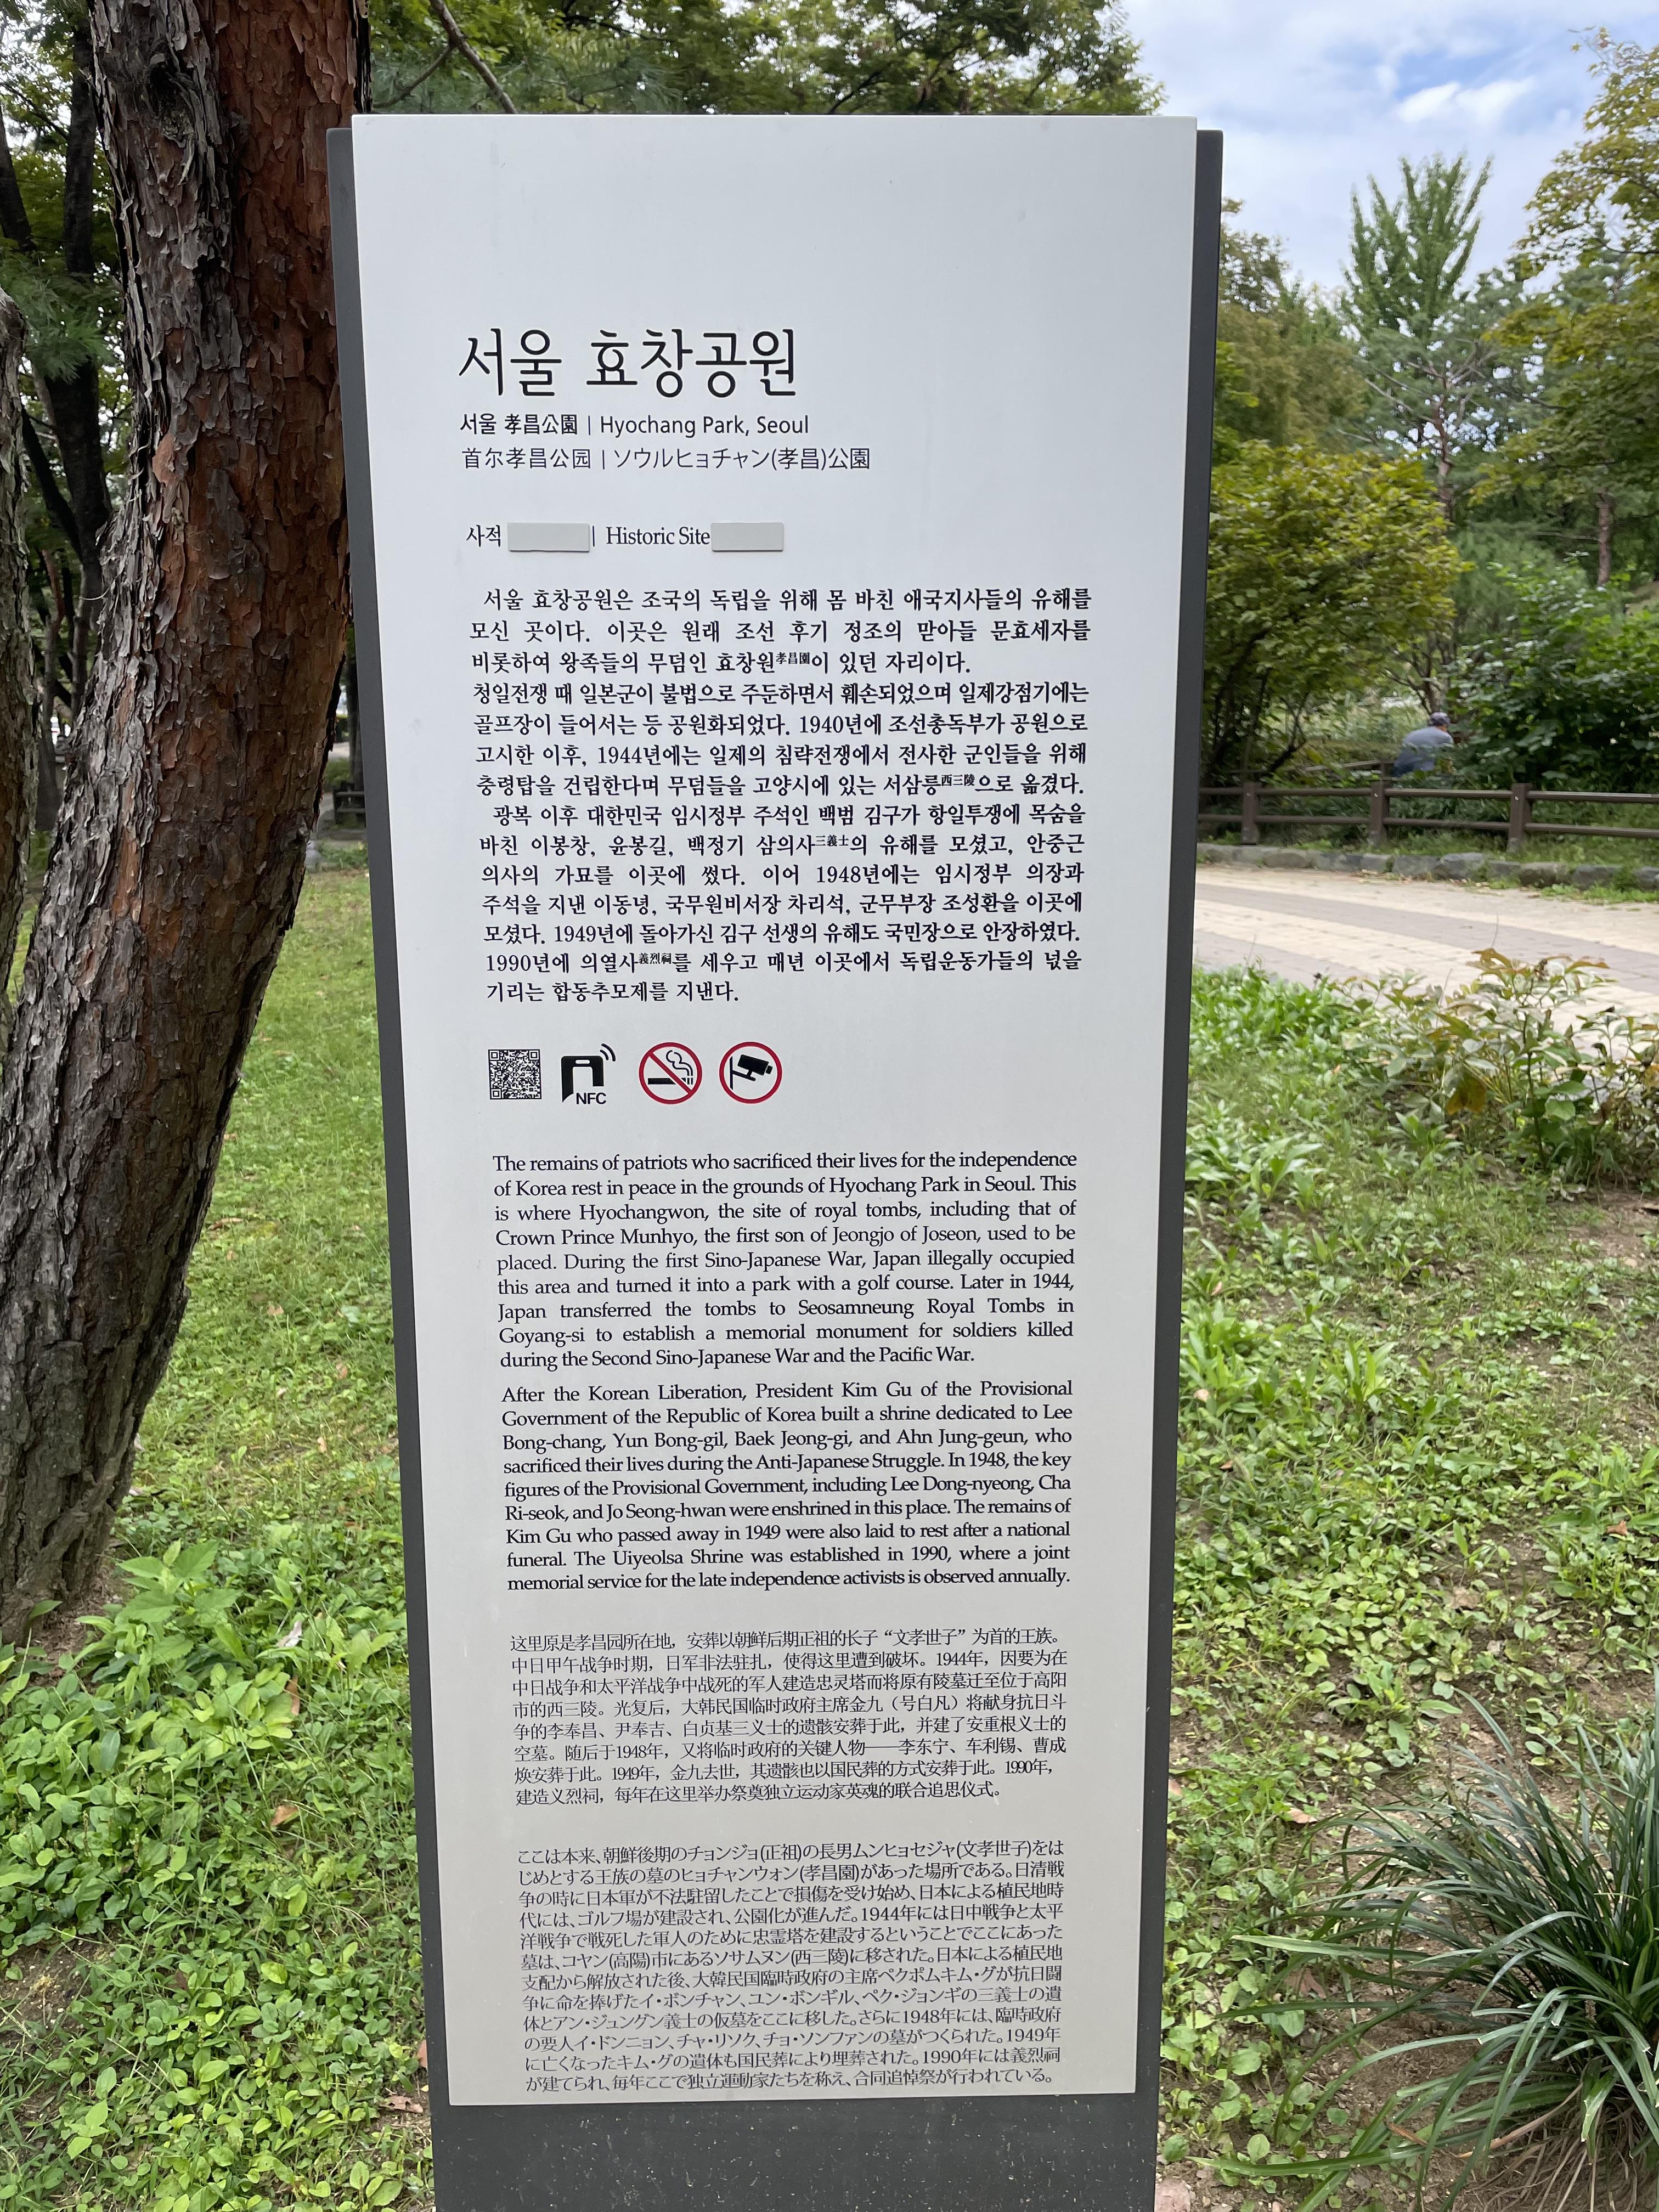 서울 효창공원
서울 孝昌公園 | Hyochang Park, Seoul
首尔孝昌公园 | ソウルヒョチャン(孝昌)公園
사적 | Historic Site
서울 효창공원은 조국의 독립을 위해 몸 바친 애국지사들의 유해를
모신 곳이다. 이곳은 원래 조선 후기 정조의 맏아들 문효세자를
비롯하여 왕족들의 무덤인 효창원孝昌園이 있던 자리이다.
청일전쟁 때 일본군이 불법으로 주둔하면서 훼손되었으며 일제강점기에는
골프장이 들어서는 등 공원화되었다. 1940년에 조선총독부가 공원으로
고시한 이후, 1944년에는 일제의 침략전쟁에서 전사한 군인들을 위해
충령탑을 건립한다며 무덤들을 고양시에 있는 서삼릉西三陵으로 옮겼다.
광복 이후 대한민국 임시정부 주석인 백범 김구가 항일투쟁에 목숨을
바친 이봉창, 윤봉길, 백정기 삼의사三義士의 유해를 모셨고, 안중근
의사의 가묘를 이곳에 썼다. 이어 1948년에는 임시정부 의장과
주석을 지낸 이동녕, 국무원비서장 차리석, 군무부장 조성환을 이곳에
모셨다. 1949년에 돌아가신 김구 선생의 유해도 국민장으로 안장하였다.
1990년에 의열사義烈祠를 세우고 매년 이곳에서 독립운동가들의 넋을
기리는 합동추모제를 지낸다.
NFC
The remains of patriots who sacrificed their lives for the independence
of Korea rest in peace in the grounds of Hyochang Park in Seoul. This
is where Hyochangwon, the site of royal tombs, including that of
Crown Prince Munhyo, the first son of Jeongjo of Joseon, used to be
placed. During the first Sino-Japanese War, Japan illegally occupied
this area and turned it into a park with a golf course. Later in 1944,
Japan transferred the tombs to Seosamneung Royal Tombs in
Goyang-si to establish a memorial monument for soldiers killed
during the Second Sino-Japanese War and the Pacific War.
After the Korean Liberation, President Kim Gu of the Provisional
Government of the Republic of Korea built a shrine dedicated to Lee
Bong-chang, Yun Bong-gil, Baek Jeong-gi, and Ahn Jung-geun, who
sacrificed their lives during the Anti-Japanese Struggle. In 1948, the key
figures of the Provisional Government, including Lee Dong-nyeong, Cha
Ri-seok, and Jo Seong-hwan were enshrined in this place. The remains of
Kim Gu who passed away in 1949 were also laid to rest after a national
funeral. The Uiyeolsa Shrine was established in 1990, where a joint
memorial service for the late independence activists is observed annually.
这里原是孝昌园所在地，安葬以朝鲜后期正祖的长子“文孝世子”为首的王族。
中日甲午战争时期，日军非法驻扎，使得这里遭到破坏。1944年，因要为在
中日战争和太平洋战争中战死的军人建造忠灵塔而将原有陵墓迁至位于高阳
市的西三陵。光复后，大韩民国临时政府主席金九（号白凡）将献身抗日斗
争的李奉昌、尹奉吉、白贞基三义士的遗骸安葬于此，并建了安重根义士的
空墓。随后于1948年，又将临时政府的关键人物——李东宁、车利锡、曹成
焕安葬于此。1949年，金九去世，其遗骸也以国民葬的方式安葬于此。1990年，
建造义烈祠，每年在这里举办祭奠独立运动家英魂的联合追思仪式。
ここは本来、朝鮮後期のチョンジョ(正祖)の長男ムンヒョセジャ(文孝世子)をは
じめとする王族の墓のヒョチャンウォン(孝昌園)があった場所である。日清戦
争の時に日本軍が不法駐留したことで損傷を受け始め、日本による植民地時
代には、ゴルフ場が建設され、公園化が進んだ。1944年には日中戦争と太平
洋戦争で戦死した軍人のために忠霊塔を建設するということでここにあった
墓は、コヤン(高陽)市にあるソサムヌン(西三陵)に移された。日本による植民地
支配から解放された後、大韓民国臨時政府の主席ペクポムキム・グが抗日闘
争に命を捧げたイ・ボンチャン、ユン・ボンギル、ペク・ジョンギの三義士の遺
体とアン・ジュングン義士の仮墓をここに移した。さらに1948年には、臨時政府
の要人イ・ドンニョン、チャ・リソク、チョ・ソンファンの墓がつくられた。1949年
に亡くなったキム・グの遺体も国民葬により埋葬された。1990年には義烈祠
が建てられ、毎年ここで独立運動家たちを称え、合同追悼祭が行われている。